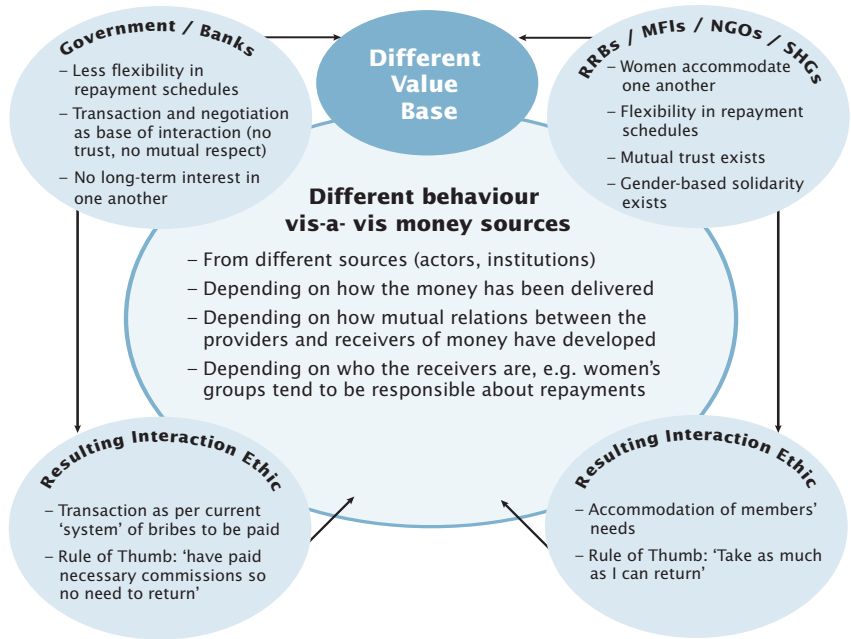 Government / Banks
– Less flexibility in
repayment schedules
– Transaction and negotiation
as base of interaction (no
trust, no mutual respect)
– No long-term interest in
one another
Different
Value
Base
RRBs / MFIs / NGOs / SHGs
– Women accommodate
one another
– Flexibility in repayment
schedules
– Mutual trust exists
– Gender-based solidarity
exists
Different behaviour
vis-a- vis money sources
– From different sources (actors, institutions)
– Depending on how the money has been delivered
– Depending on how mutual relations between the
providers and receivers of money have developed
– Depending on who the receivers are, e.g. women’s
groups tend to be responsible about repayments
Resulting Interaction Ethic
– Transaction as per current
‘system’ of bribes to be paid
– Rule of Thumb: ‘have paid
necessary commissions so
no need to return’
Resulting Interaction Ethic
– Accommodation of members’
needs
– Rule of Thumb: ‘Take as much
as I can return’